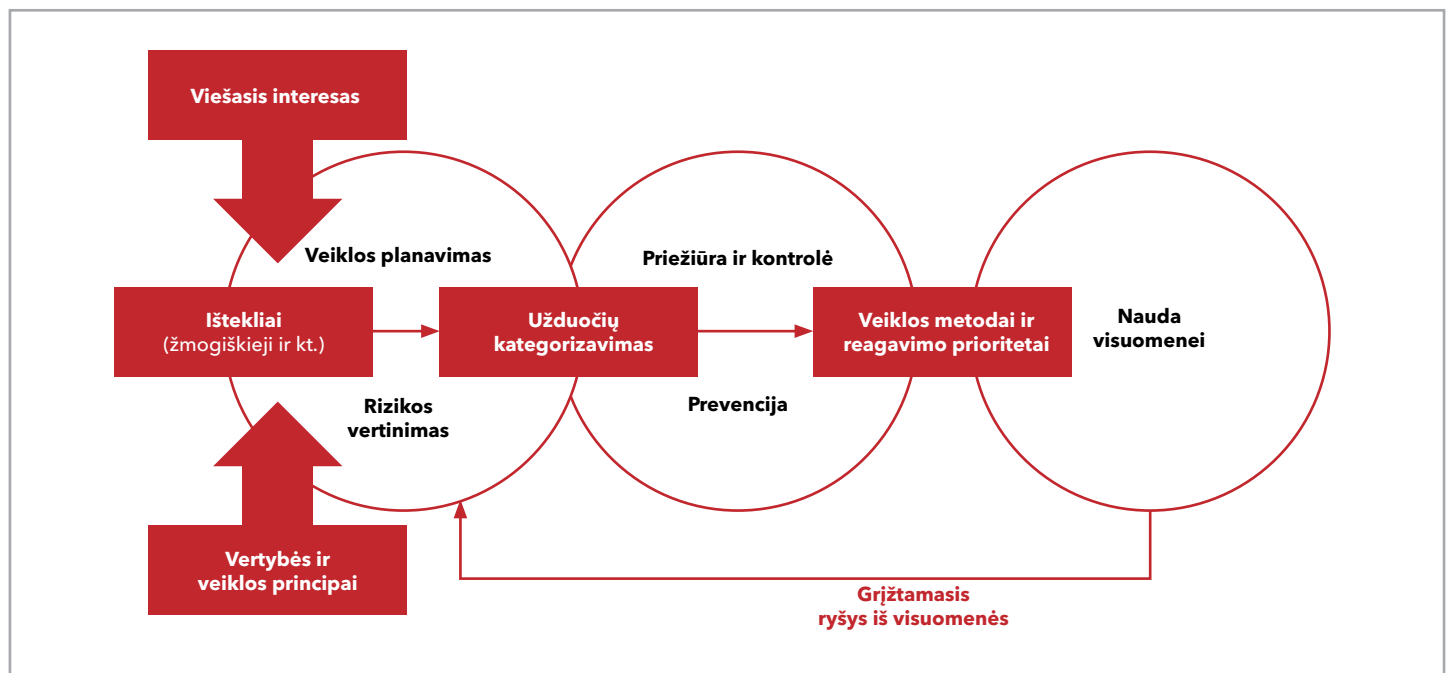 Viešasis interesas
Veiklos planavimas
Priežiūra ir kontrolė
Ištekliai
(žmogiškieji ir kt.)
Užduočių
kategorizavimas
Veiklos metodai ir
reagavimo prioritetai
Nauda
visuomenei
Rizikos
vertinimas
Prevencija
Vertybės ir
veiklos principai
Grįžtamasis
ryšys iš visuomenės